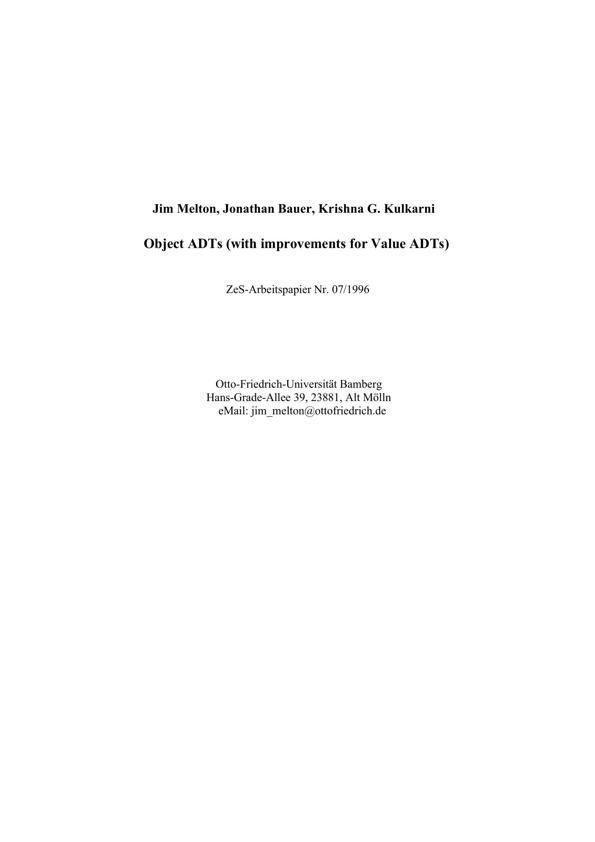 Jim Melton, Jonathan Bauer, Krishna G. Kulkarni
Object ADTs (with improvements for Value ADTs)
ZeS-Arbeitspapier Nr. 07/1996
Otto-Friedrich-Universität Bamberg
Hans-Grade-Allee 39, 23881, Alt Mölln
eMail: jim_melton@ottofriedrich.de